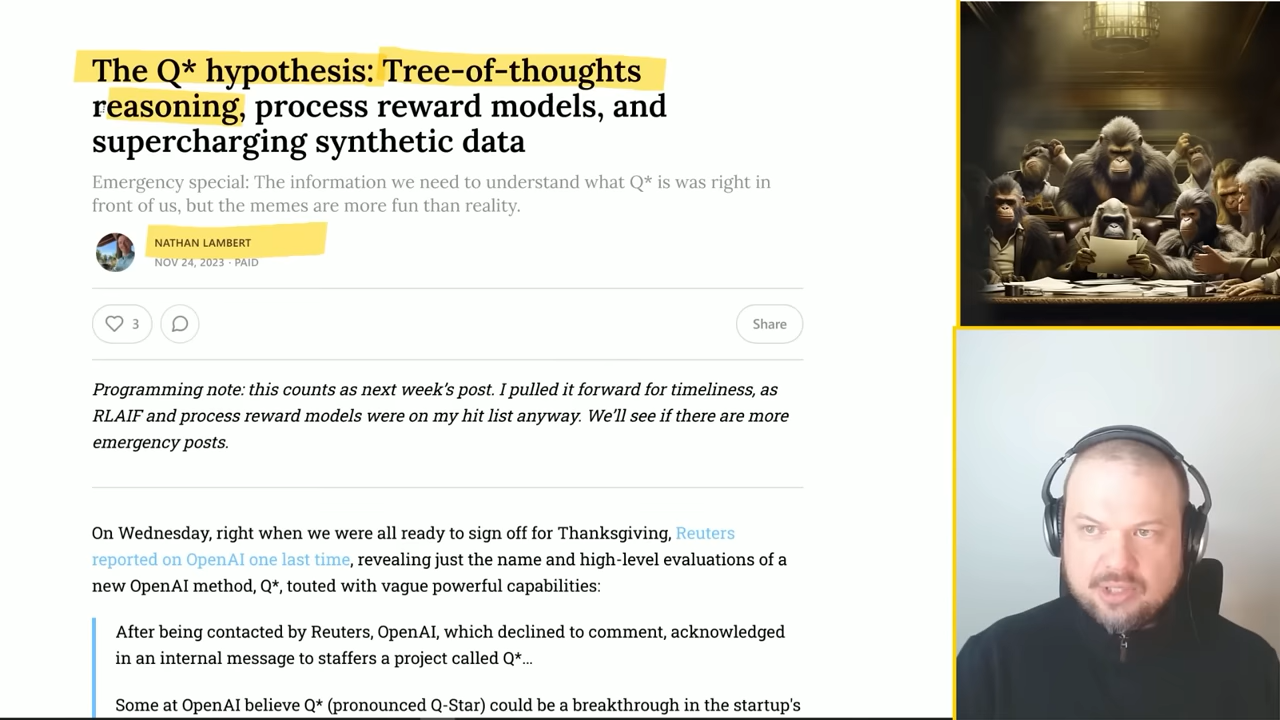 The Q* hypothesis: Tree-of-thoughts
reasoning, process reward models, and
supercharging synthetic data
Emergency special: The information we need to understand what Q* is was right in
front of us, but the memes are more fun than reality.
NATHAN LAMBERT
NOV 24, 2023 · PAID
3
Share
Programming note: this counts as next week’s post. I pulled it forward for timeliness, as
RLAIF and process reward models were on my hit list anyway. We’ll see if there are more
emergency posts.
On Wednesday, right when we were all ready to sign off for Thanksgiving, Reuters
reported on OpenAI one last time, revealing just the name and high-level evaluations of a
new OpenAI method, Q*, touted with vague powerful capabilities:
After being contacted by Reuters, OpenAI, which declined to comment, acknowledged
in an internal message to staffers a project called Q*…
Some at OpenAI believe Q* (pronounced Q-Star) could be a breakthrough in the startup's